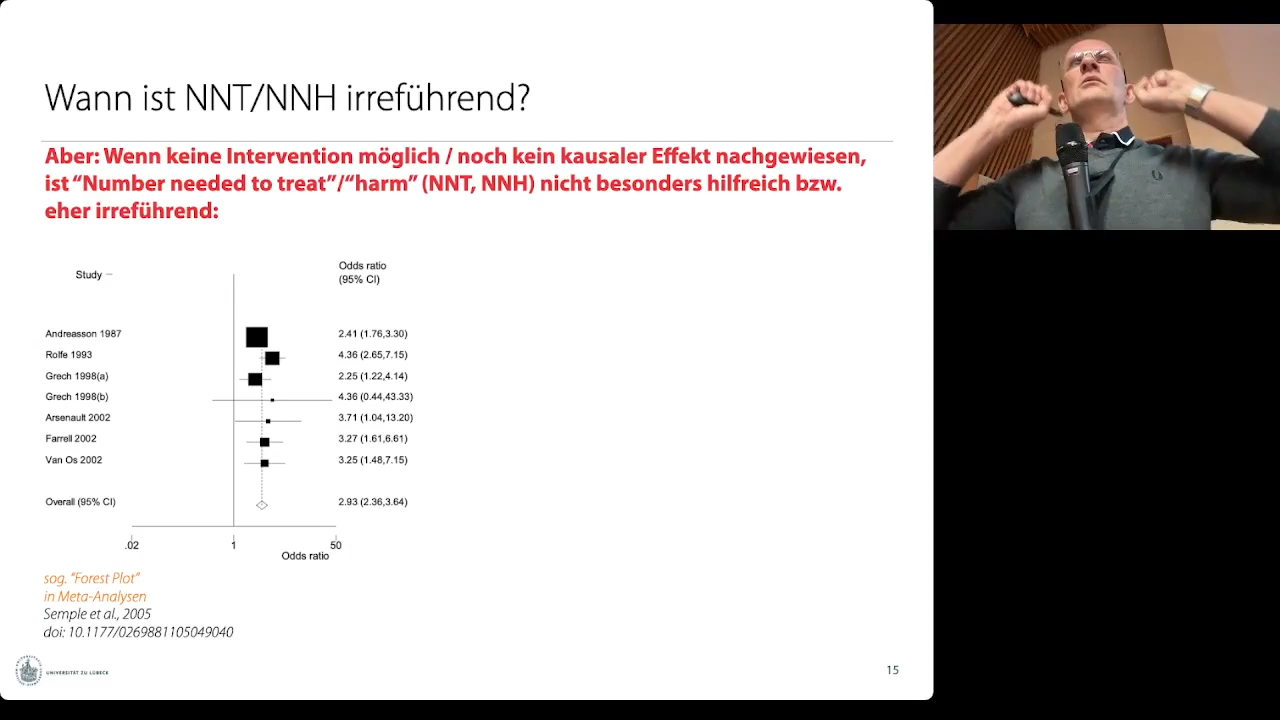 Wann ist NNT/NNH irreführend?
Aber: Wenn keine Intervention möglich / noch kein kausaler Effekt nachgewiesen,
ist “Number needed to treat”/“harm” (NNT, NNH) nicht besonders hilfreich bzw.
eher irreführend:
Study
Odds ratio
(95% CI)
Andreasson 1987 2.41 (1.76,3.30)
Rolfe 1993 4.36 (2.65,7.15)
Grech 1998(a) 2.25 (1.22,4.14)
Grech 1998(b) 4.36 (0.44,43.33)
Arsenault 2002 3.71 (1.04,13.20)
Farrell 2002 3.27 (1.61,6.61)
Van Os 2002 3.25 (1.48,7.15)
Overall (95% CI) 2.93 (2.36,3.64)
.02 1 50
Odds ratio
sog. “Forest Plot”
in Meta-Analysen
Semple et al., 2005
doi: 10.1177/0269881105049040
UNIVERSITÄT ZU LÜBECK
15